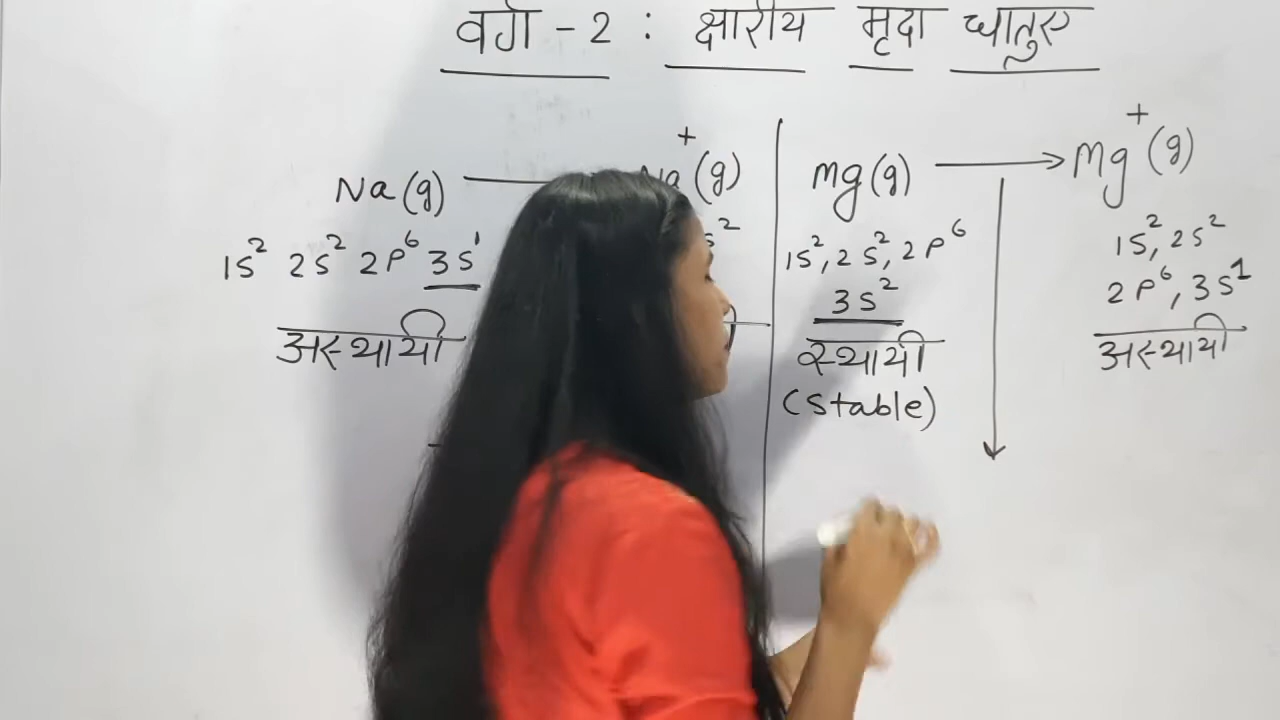 वर्ग - 2 : क्षारीय मृदा धातुए
Na(g) → Na⁺(g)
1s² 2s² 2p⁶ 3s¹
अस्थायी
Mg(g) → Mg⁺(g)
1s², 2s², 2p⁶
3s²
स्थायी
(Stable)
1s², 2s²
2p⁶, 3s¹
अस्थायी